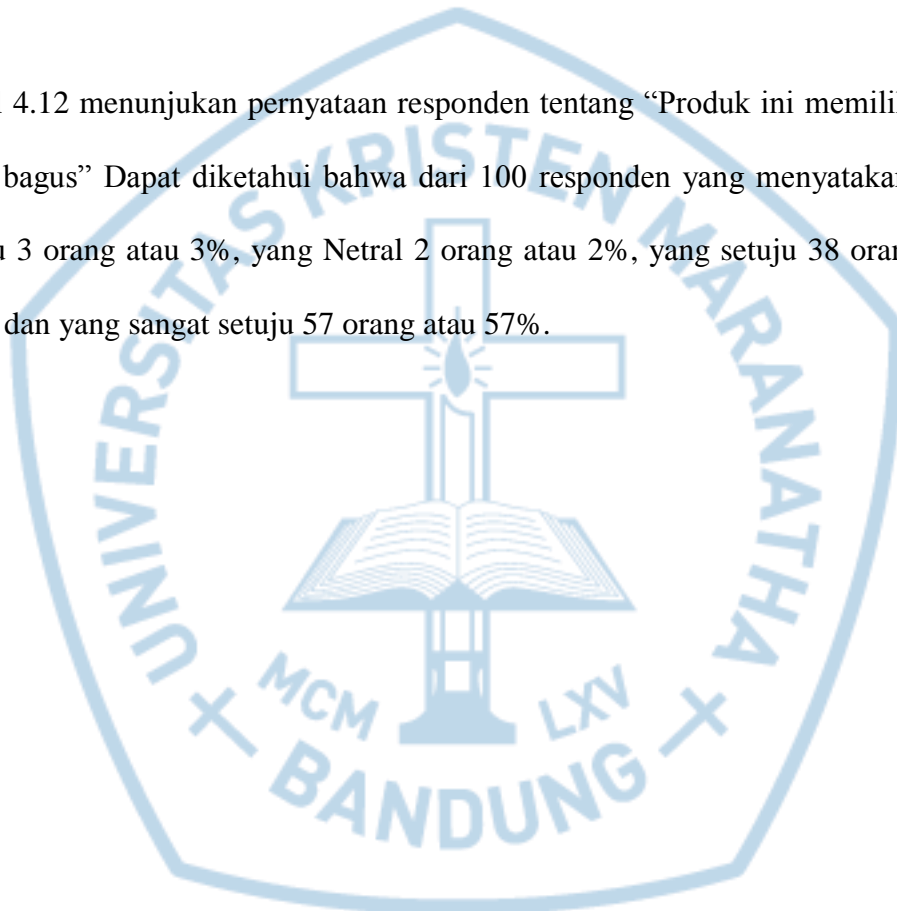 4.12 menunjukan pernyataan responden tentang “Produk ini memili
bagus” Dapat diketahui bahwa dari 100 responden yang menyatakan
3 orang atau 3%, yang Netral 2 orang atau 2%, yang setuju 38 oran
dan yang sangat setuju 57 orang atau 57%.
UNIVERSITAS KRISTEN MARANATHA
MCM LXV
BANDUNG